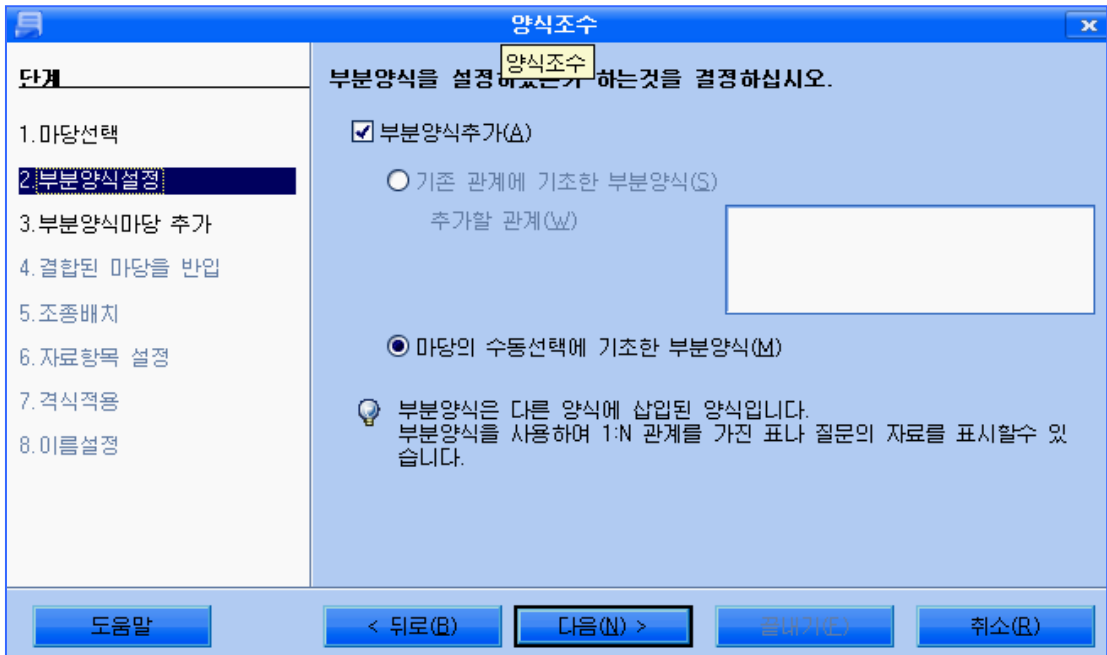 양식조수
양식조수
단계
부분양식을 설정하겠는가 하는것을 결정하십시오.
1.마당선택
2.부분양식설정
3.부분양식마당 추가
4.결합된 마당을 반입
5.조종배치
6.자료항목 설정
7.격식적용
8.이름설정
부분양식추가(A)
기존 관계에 기초한 부분양식(S)
추가할 관계(W)
마당의 수동선택에 기초한 부분양식(M)
부분양식은 다른 양식에 삽입된 양식입니다.
부분양식을 사용하여 1:N 관계를 가진 표나 질문의 자료를 표시할수 있
습니다.
도움말
< 뒤로(B)
다음(N) >
끝내기(E)
취소(R)